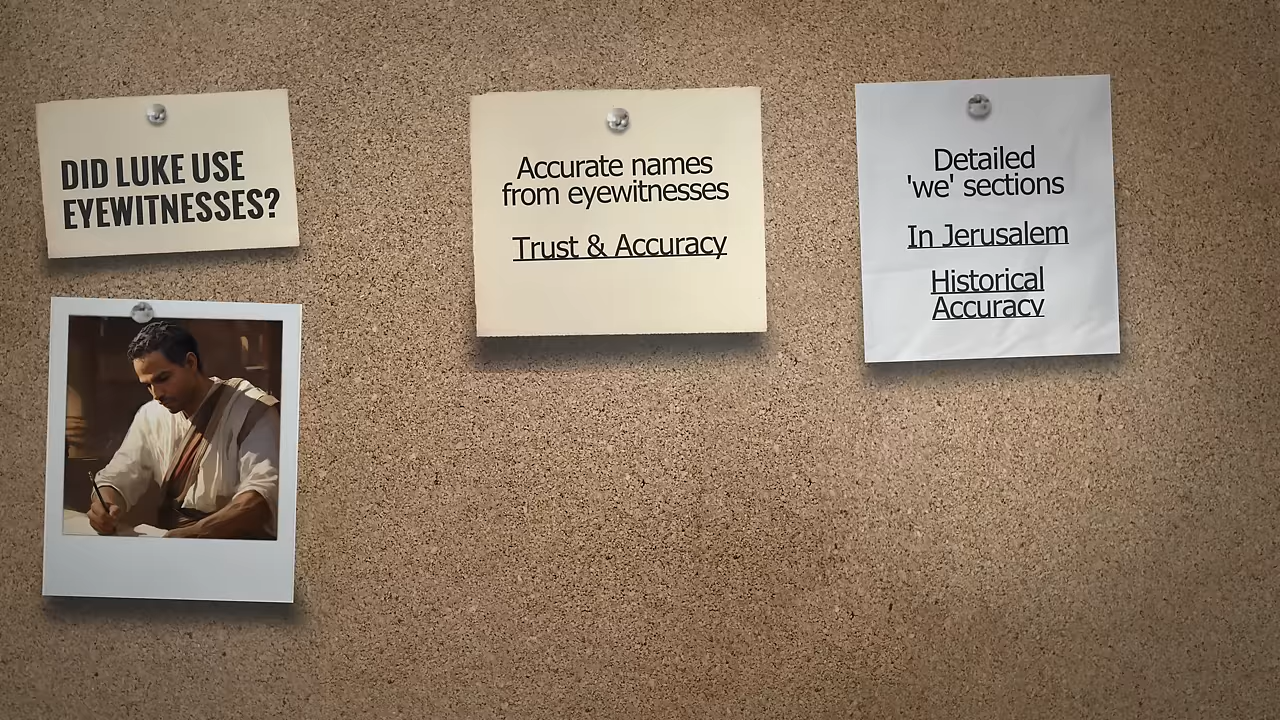 DID LUKE USE
EYEWITNESSES?
Accurate names
from eyewitnesses
Trust & Accuracy
Detailed
'we' sections
In Jerusalem
Historical
Accuracy